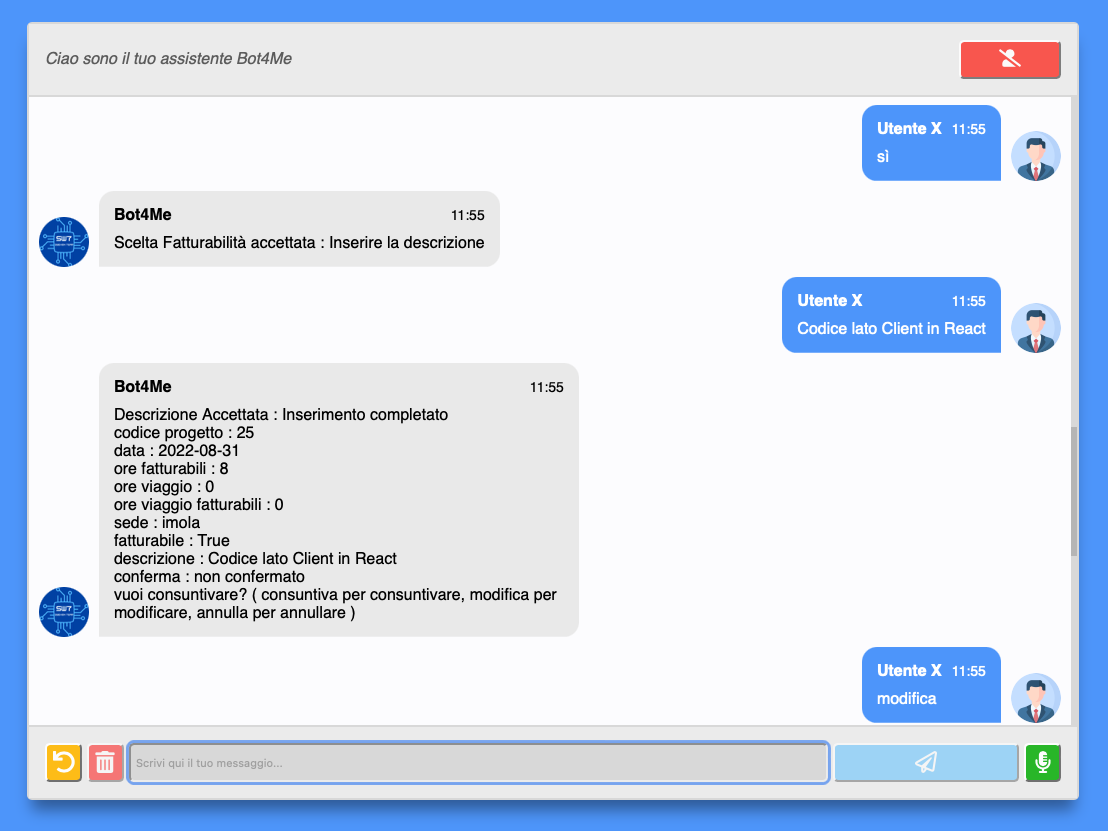 Ciao sono il tuo assistente Bot4Me
Utente X 11:55
sì
Bot4Me 11:55
Scelta Fatturabilità accettata : Inserire la descrizione
Utente X 11:55
Codice lato Client in React
Bot4Me 11:55
Descrizione Accettata : Inserimento completato
codice progetto : 25
data : 2022-08-31
ore fatturabili : 8
ore viaggio : 0
ore viaggio fatturabili : 0
sede : imola
fatturabile : True
descrizione : Codice lato Client in React
conferma : non confermato
vuoi consuntivare? ( consuntiva per consuntivare, modifica per
modificare, annulla per annullare )
Utente X 11:55
modifica
Scrivi qui il tuo messaggio...